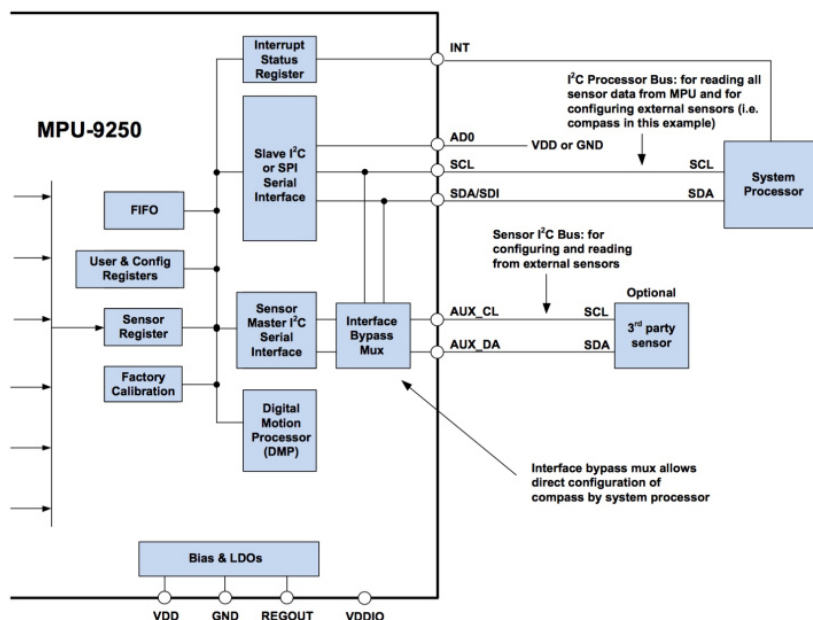 INT
Interrupt
Status
Register
I²C Processor Bus: for reading all
sensor data from MPU and for
configuring external sensors (i.e.
compass in this example)
MPU-9250
AD0
VDD or GND
Slave I²C
or SPI
Serial
Interface
SCL
SCL
System
Processor
SDA/SDI
SDA
FIFO
Sensor I²C Bus: for
configuring and reading
from external sensors
User & Config
Registers
Optional
Sensor
Register
Sensor
Master I²C
Serial
Interface
Interface
Bypass
Mux
AUX_CL
SCL
3rd party
sensor
AUX_DA
SDA
Factory
Calibration
Digital
Motion
Processor
(DMP)
Interface bypass mux allows
direct configuration of
compass by system processor
Bias & LDOs
VDD
GND
REGOUT
VDDIO